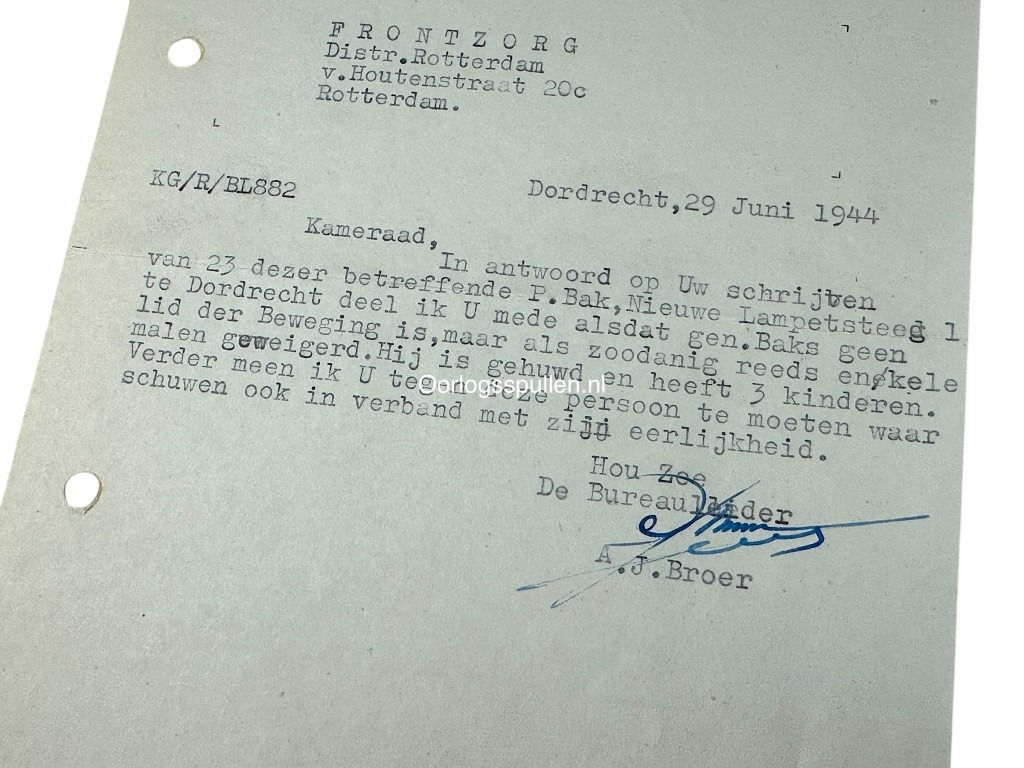 F R O N T Z O R G
Distr.Rotterdam
v.Houtenstraat 20c
Rotterdam.
KG/R/BL882
Dordrecht,29 Juni 1944
Kameraad,
In antwoord op Uw schrijven
van 23 dezer betreffende P.Bak,Nieuwe Lampetsteeg 1
te Dordrecht deel ik U mede alsdat gen.Baks geen
lid der Beweging is,maar als zoodanig reeds enkele
malen geweigerd.Hij is gehuwd en heeft 3 kinderen.
Verder meen ik U tegen deze persoon te moeten waar
schuwen ook in verband met zijn eerlijkheid.
Oorlogsspullen.nl
Hou Zee
De Bureauleider
A.J.Broer